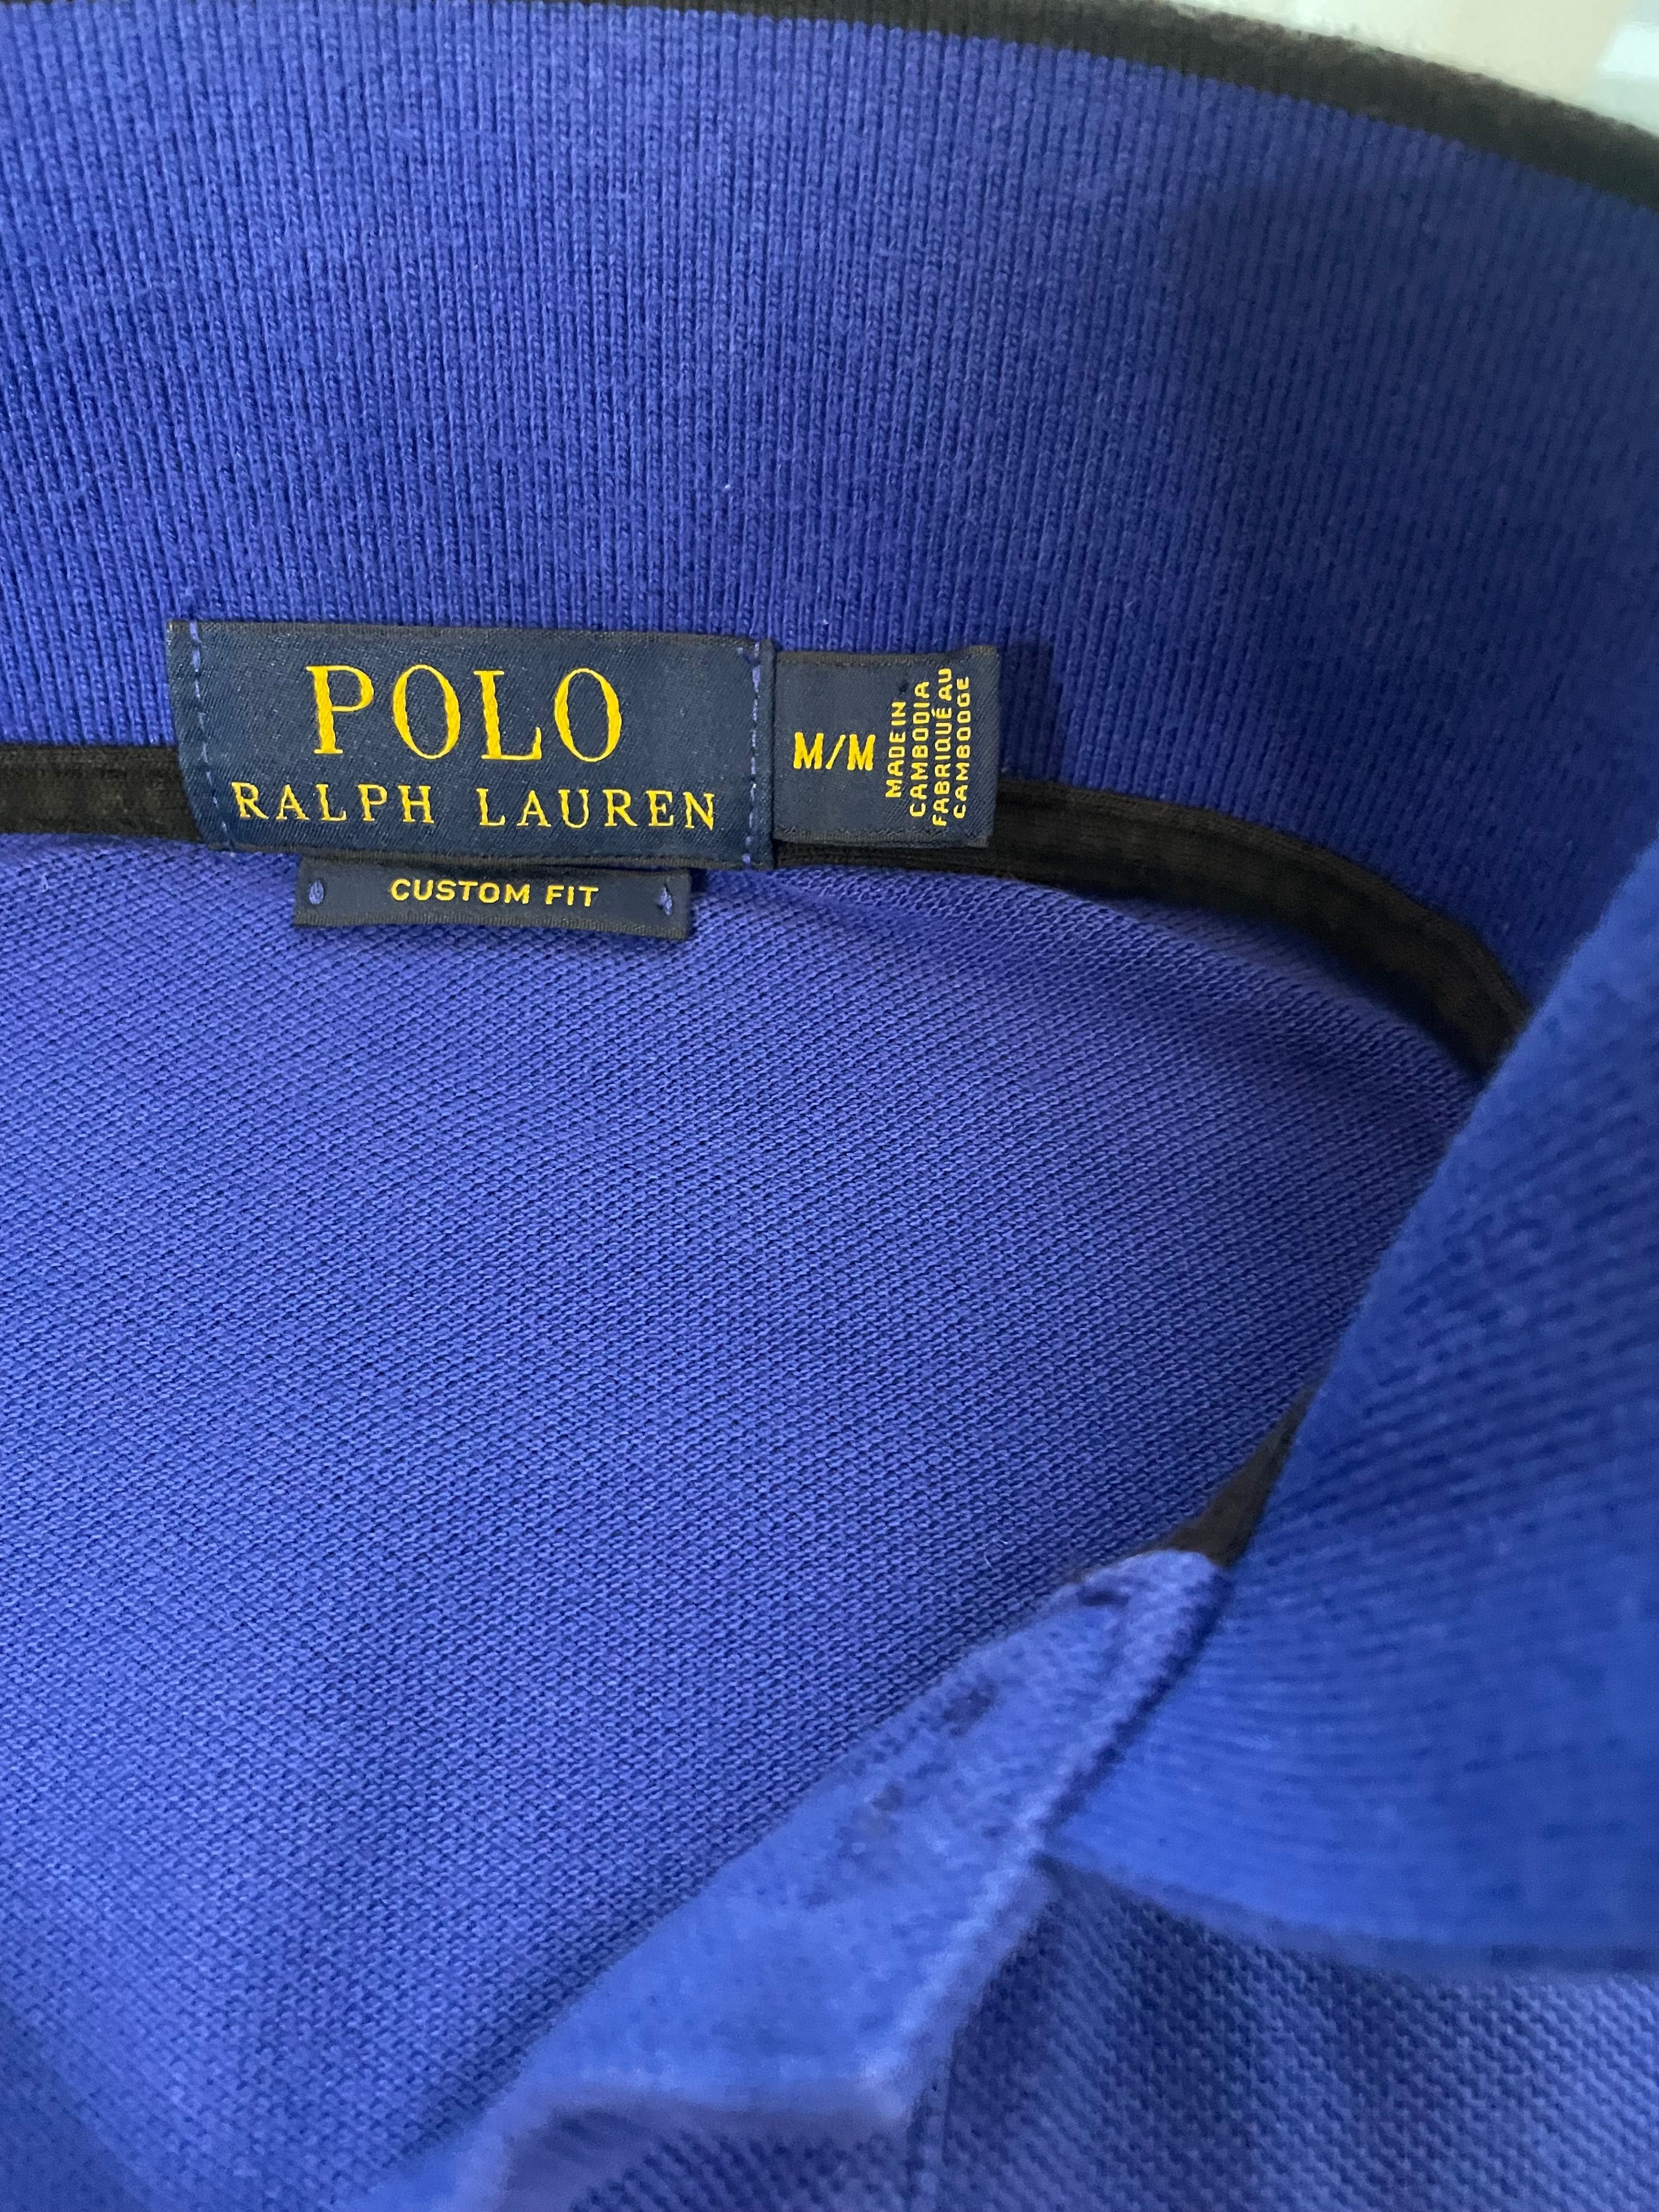 POLO
RALPH LAUREN
CUSTOM FIT
M/M
MADE IN
CAMBODIA
FABRIQUÉ AU
CAMBODGE